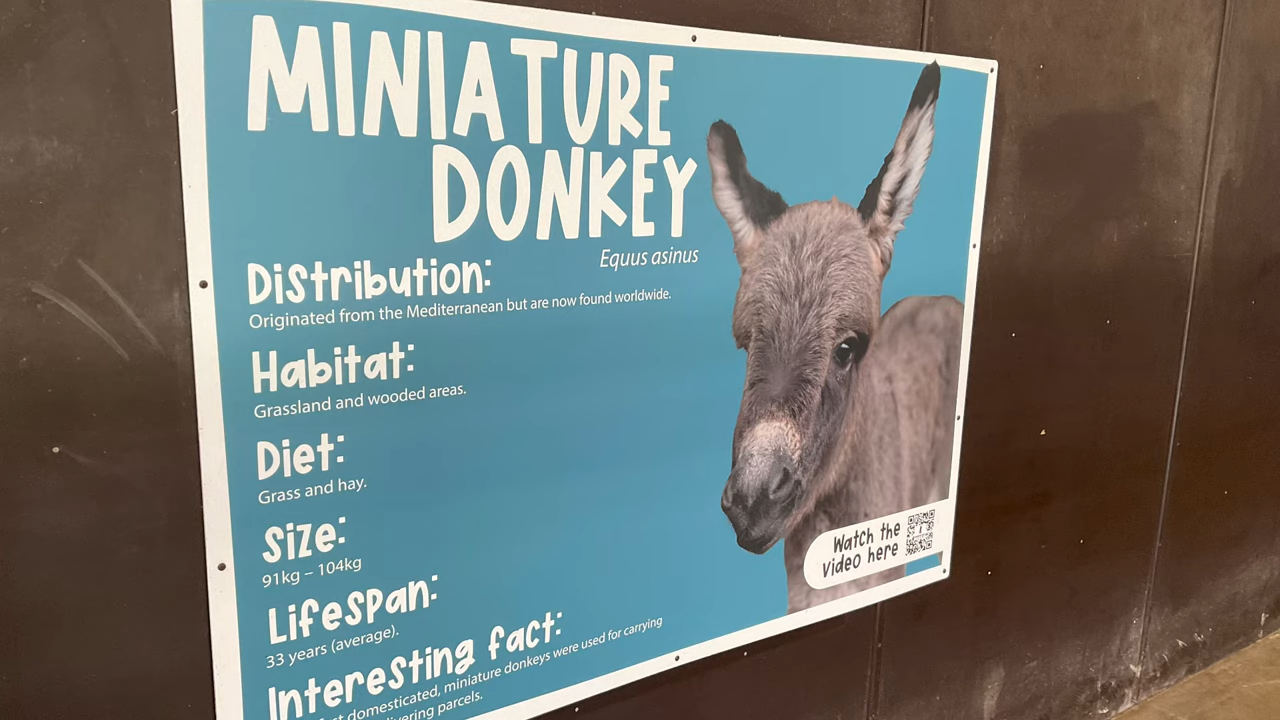 MINIATURE
DONKEY
Equus asinus
Distribution:
Originated from the Mediterranean but are now found worldwide.
Habitat:
Grassland and wooded areas.
Diet:
Grass and hay.
Size:
91kg – 104kg
Lifespan:
33 years (average).
Interesting fact:
domesticated, miniature donkeys were used for carrying
parcels.
Watch the
video here